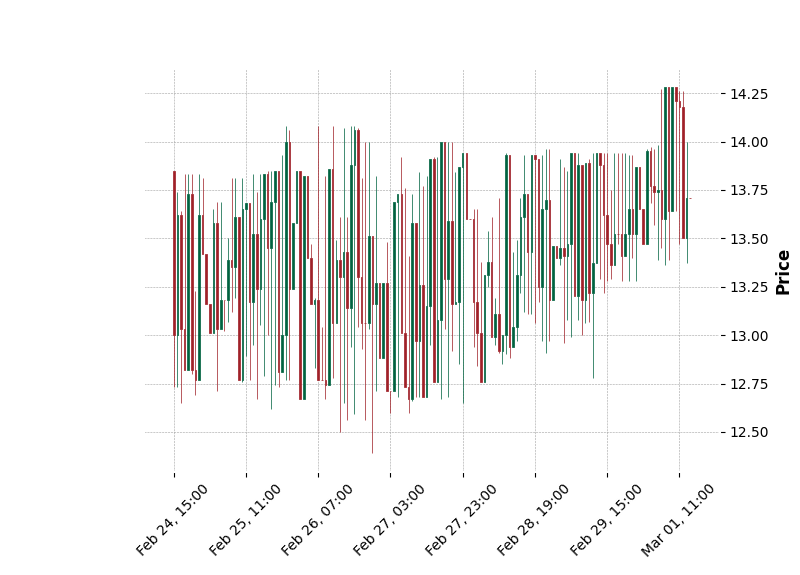 14.25
14.00
13.75
13.50
13.25
13.00
12.75
12.50
Price
Feb 24, 15:00
Feb 25, 11:00
Feb 26, 07:00
Feb 27, 03:00
Feb 27, 23:00
Feb 28, 19:00
Feb 29, 15:00
Mar 01, 11:00